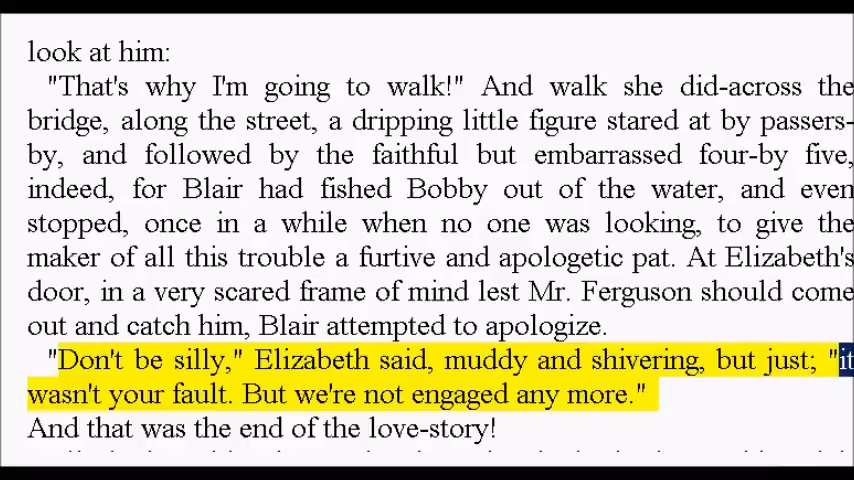 look at him:
"That's why I'm going to walk!" And walk she did-across the
bridge, along the street, a dripping little figure stared at by passers-
by, and followed by the faithful but embarrassed four-by five,
indeed, for Blair had fished Bobby out of the water, and even
stopped, once in a while when no one was looking, to give the
maker of all this trouble a furtive and apologetic pat. At Elizabeth's
door, in a very scared frame of mind lest Mr. Ferguson should come
out and catch him, Blair attempted to apologize.
"Don't be silly," Elizabeth said, muddy and shivering, but just; "it
wasn't your fault. But we're not engaged any more."
And that was the end of the love-story!